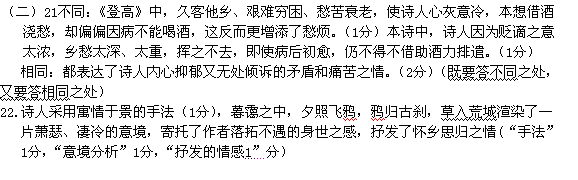 （二）21不同：《登高》中，久客他乡、艰难穷困、愁苦衰老，使诗人心灰意冷，本想借酒
浇愁，却偏偏因病不能喝酒，这反而更增添了愁烦。（1分）本诗中，诗人因为贬谪之意
太浓，乡愁太深、太重，挥之不去，即使病后初愈，仍不得不借助酒力排遣。（1分）
相同：都表达了诗人内心抑郁又无处倾诉的矛盾和痛苦之情。（2分）（既要答不同之处，
又要答相同之处）
22.诗人采用寓情于景的手法（1分），暮霭之中，夕照飞鸦，鸦归古刹，草入荒城渲染了一
片萧瑟、凄冷的意境，寄托了作者落拓不遇的身世之感，抒发了怀乡思归之情(“手法”
1分，“意境分析”1分，“抒发的情感1”分）